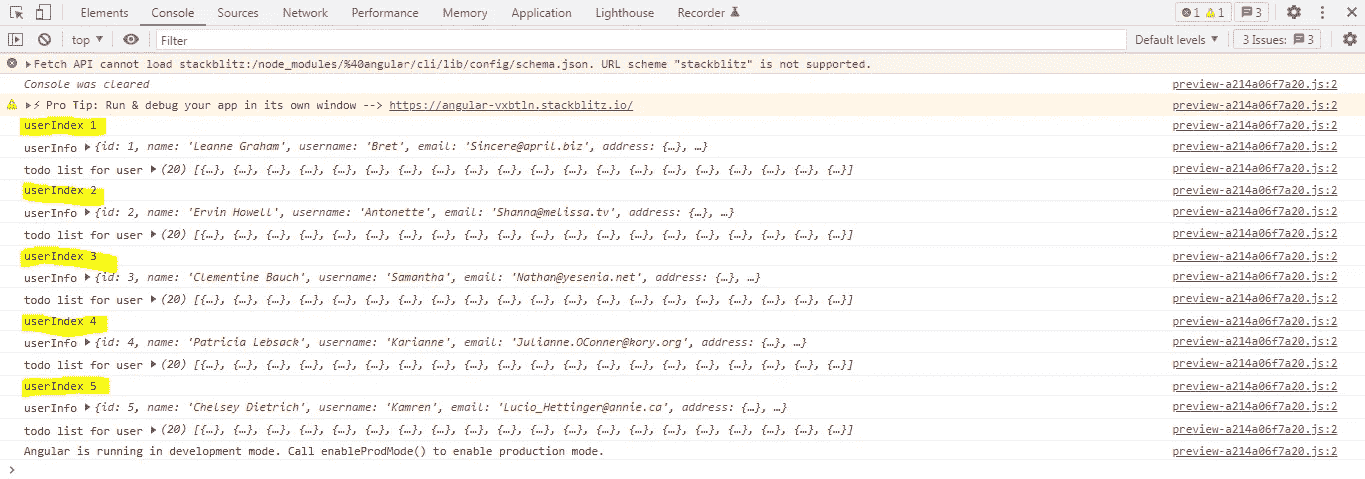 Elements Console Sources Network Performance Memory Application Lighthouse Recorder 1 1 3
top Filter Default levels 3 Issues: 3
Fetch API cannot load stackblitz:/node_modules/%40angular/cli/lib/config/schema.json. URL scheme "stackblitz" is not supported.
Console was cleared preview-a214a06f7a20.js:2
⚡ Pro Tip: Run & debug your app in its own window --> https://angular-vxbtln.stackblitz.io/ preview-a214a06f7a20.js:2
userIndex 1 preview-a214a06f7a20.js:2
userInfo ▶ {id: 1, name: 'Leanne Graham', username: 'Bret', email: 'Sincere@april.biz', address: {…}, …} preview-a214a06f7a20.js:2
todo list for user ▶ (20) [{…}, {…}, {…}, {…}, {…}, {…}, {…}, {…}, {…}, {…}, {…}, {…}, {…}, {…}, {…}, {…}, {…}, {…}, {…}, {…}] preview-a214a06f7a20.js:2
userIndex 2 preview-a214a06f7a20.js:2
userInfo ▶ {id: 2, name: 'Ervin Howell', username: 'Antonette', email: 'Shanna@melissa.tv', address: {…}, …} preview-a214a06f7a20.js:2
todo list for user ▶ (20) [{…}, {…}, {…}, {…}, {…}, {…}, {…}, {…}, {…}, {…}, {…}, {…}, {…}, {…}, {…}, {…}, {…}, {…}, {…}, {…}] preview-a214a06f7a20.js:2
userIndex 3 preview-a214a06f7a20.js:2
userInfo ▶ {id: 3, name: 'Clementine Bauch', username: 'Samantha', email: 'Nathan@yesenia.net', address: {…}, …} preview-a214a06f7a20.js:2
todo list for user ▶ (20) [{…}, {…}, {…}, {…}, {…}, {…}, {…}, {…}, {…}, {…}, {…}, {…}, {…}, {…}, {…}, {…}, {…}, {…}, {…}, {…}] preview-a214a06f7a20.js:2
userIndex 4 preview-a214a06f7a20.js:2
userInfo ▶ {id: 4, name: 'Patricia Lebsack', username: 'Karianne', email: 'Julianne.OConner@kory.org', address: {…}, …} preview-a214a06f7a20.js:2
todo list for user ▶ (20) [{…}, {…}, {…}, {…}, {…}, {…}, {…}, {…}, {…}, {…}, {…}, {…}, {…}, {…}, {…}, {…}, {…}, {…}, {…}, {…}] preview-a214a06f7a20.js:2
userIndex 5 preview-a214a06f7a20.js:2
userInfo ▶ {id: 5, name: 'Chelsey Dietrich', username: 'Kamren', email: 'Lucio_Hettinger@annie.ca', address: {…}, …} preview-a214a06f7a20.js:2
todo list for user ▶ (20) [{…}, {…}, {…}, {…}, {…}, {…}, {…}, {…}, {…}, {…}, {…}, {…}, {…}, {…}, {…}, {…}, {…}, {…}, {…}, {…}] preview-a214a06f7a20.js:2
Angular is running in development mode. Call enableProdMode() to enable production mode. preview-a214a06f7a20.js:2